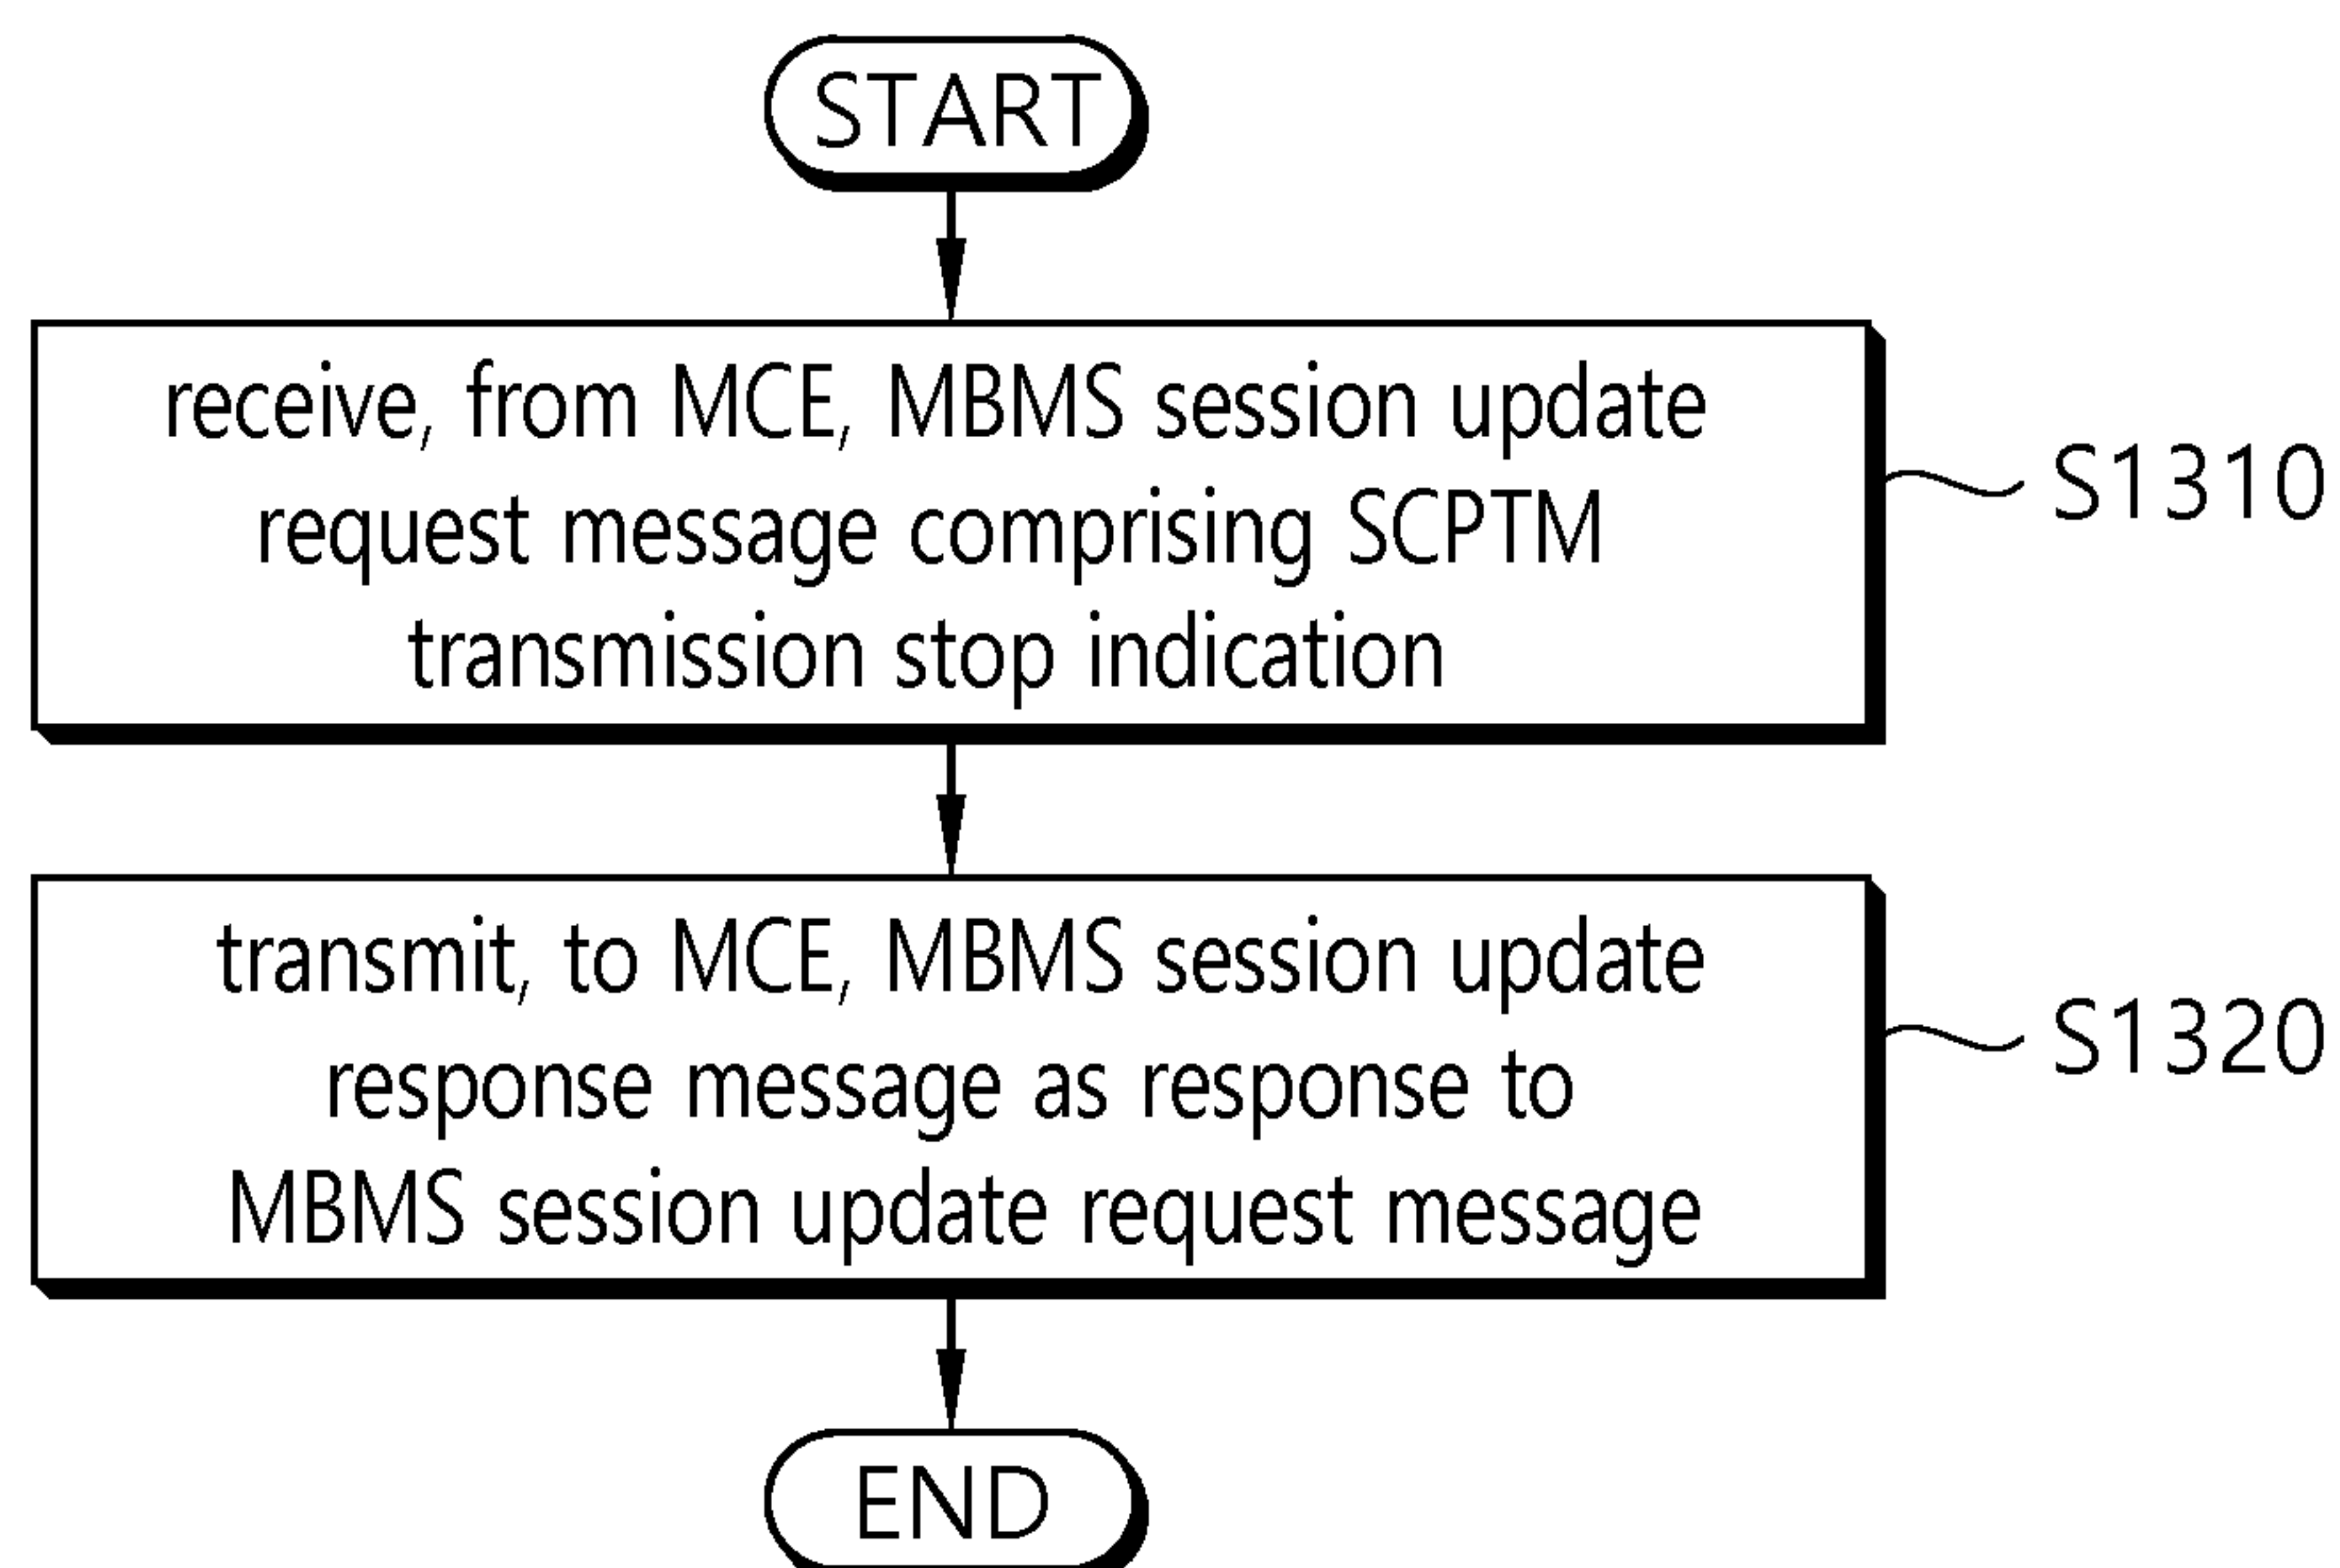 START
receive, from MCE, MBMS session update
request message comprising SCPTM
transmission stop indication
S1310
transmit, to MCE, MBMS session update
response message as response to
MBMS session update request message
S1320
END